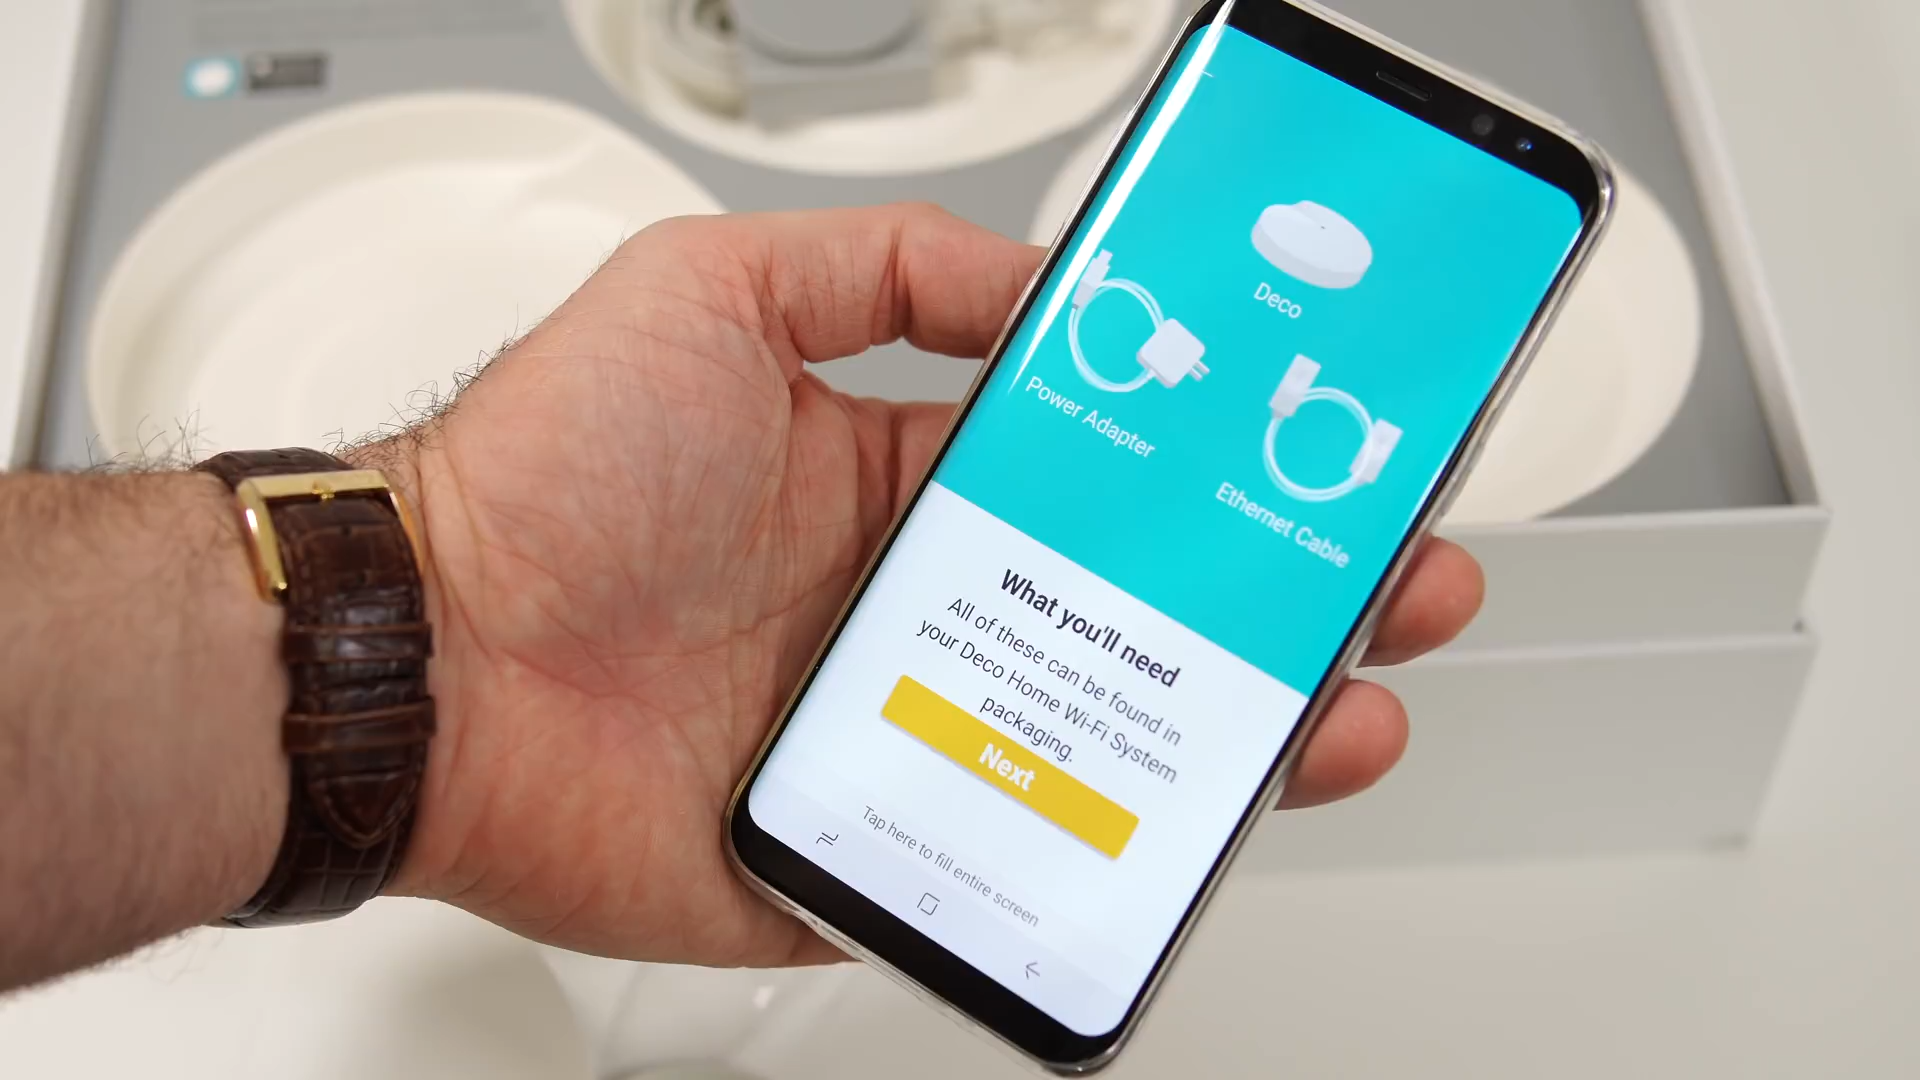 Deco
Power Adapter
Ethernet Cable
What you'll need
All of these can be found in
your Deco Home Wi-Fi System
packaging.
Next
Tap here to fill entire screen